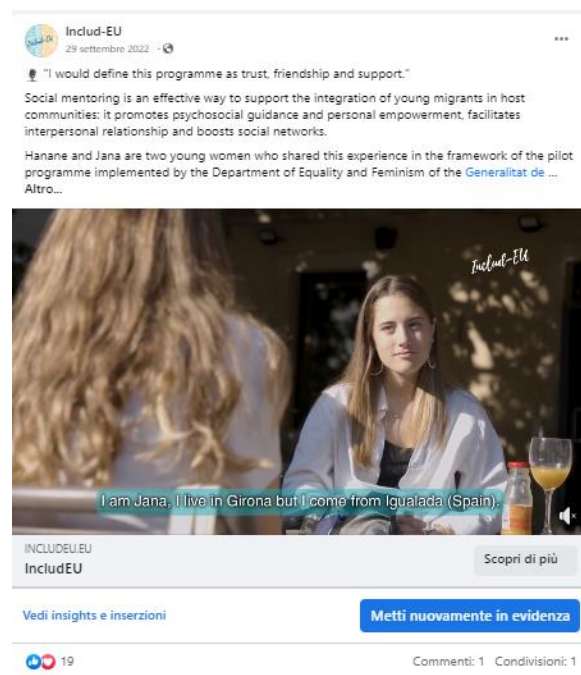 Includ-EU
Includ-EU
29 settembre 2022 ·
"I would define this programme as trust, friendship and support."
Social mentoring is an effective way to support the integration of young migrants in host
communities: it promotes psychosocial guidance and personal empowerment, facilitates
interpersonal relationship and boosts social networks.
Hanane and Jana are two young women who shared this experience in the framework of the pilot
programme implemented by the Department of Equality and Feminism of the Generalitat de ...
Altro...
Includ-EU
I am Jana, I live in Girona but I come from Igualada (Spain).
INCLUDEU.EU
IncludEU
Scopri di più
Vedi insights e inserzioni
Metti nuovamente in evidenza
19
Commenti: 1 Condivisioni: 1